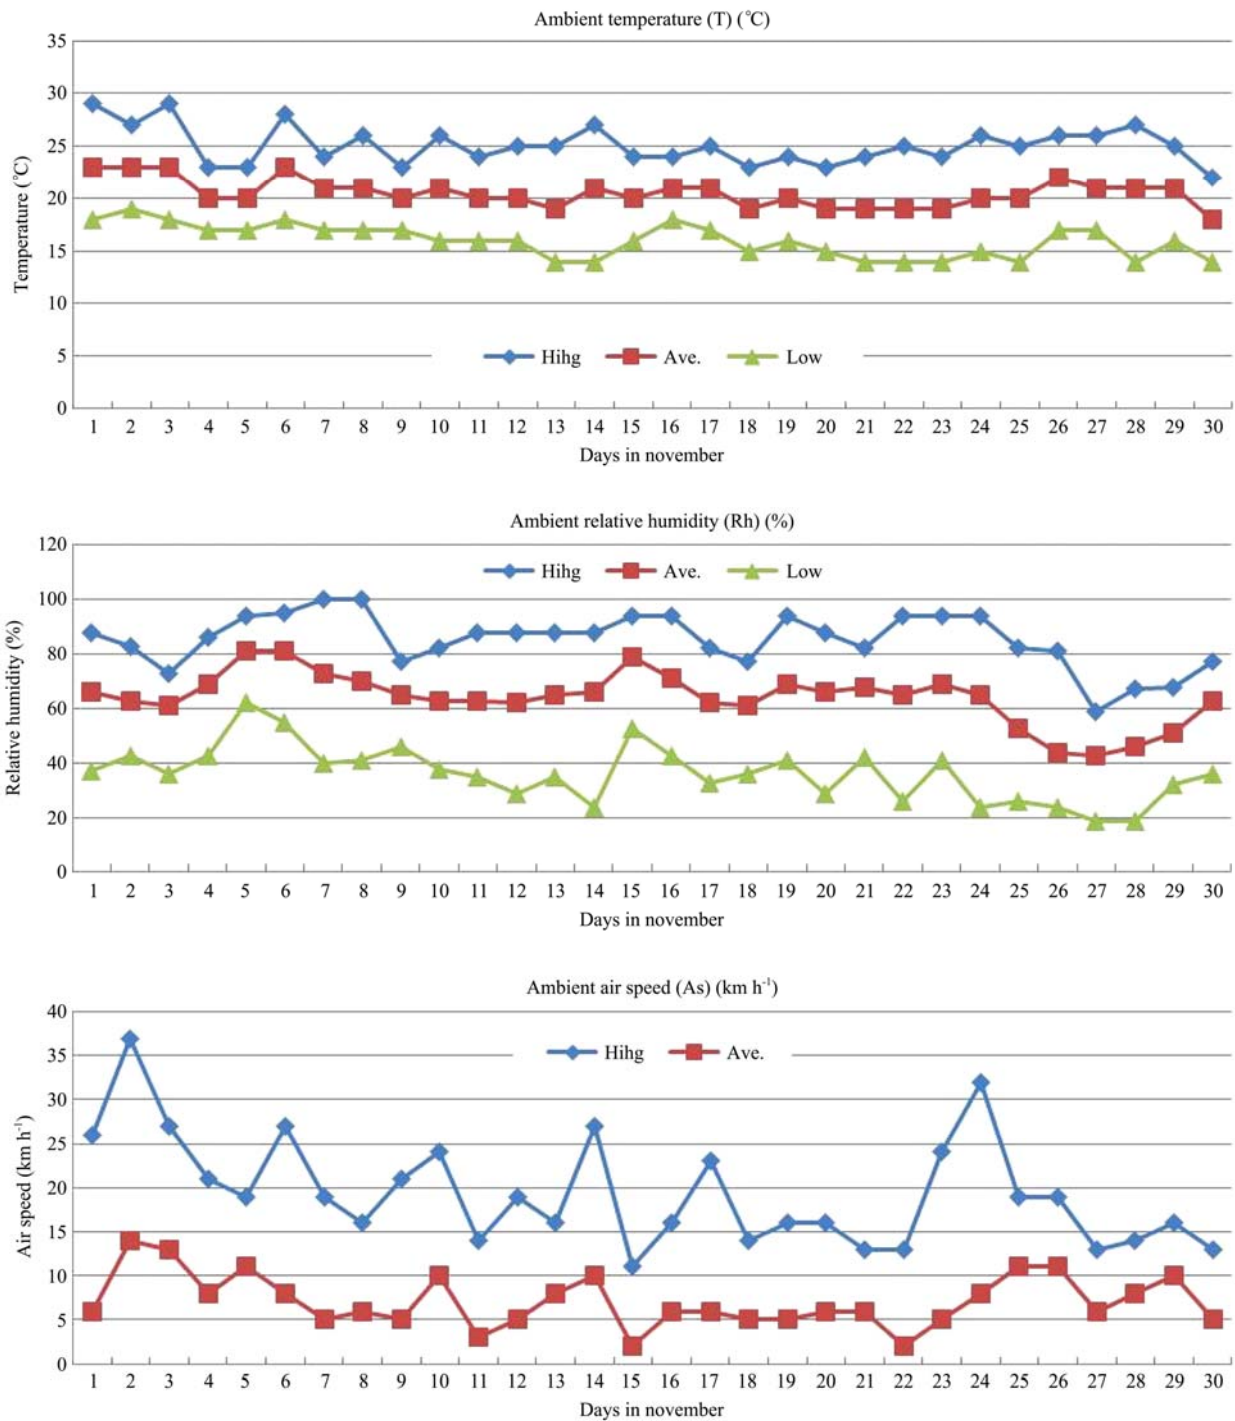 Ambient temperature (T) (°C)
35
30
25
20
15
10
5
0
Temperature (°C)
Hihg Ave. Low
1 2 3 4 5 6 7 8 9 10 11 12 13 14 15 16 17 18 19 20 21 22 23 24 25 26 27 28 29 30
Days in november
Ambient relative humidity (Rh) (%)
120
100
80
60
40
20
0
Relative humidity (%)
Hihg Ave. Low
1 2 3 4 5 6 7 8 9 10 11 12 13 14 15 16 17 18 19 20 21 22 23 24 25 26 27 28 29 30
Days in november
Ambient air speed (As) (km h⁻¹)
40
35
30
25
20
15
10
5
0
Air speed (km h⁻¹)
Hihg Ave.
1 2 3 4 5 6 7 8 9 10 11 12 13 14 15 16 17 18 19 20 21 22 23 24 25 26 27 28 29 30
Days in november